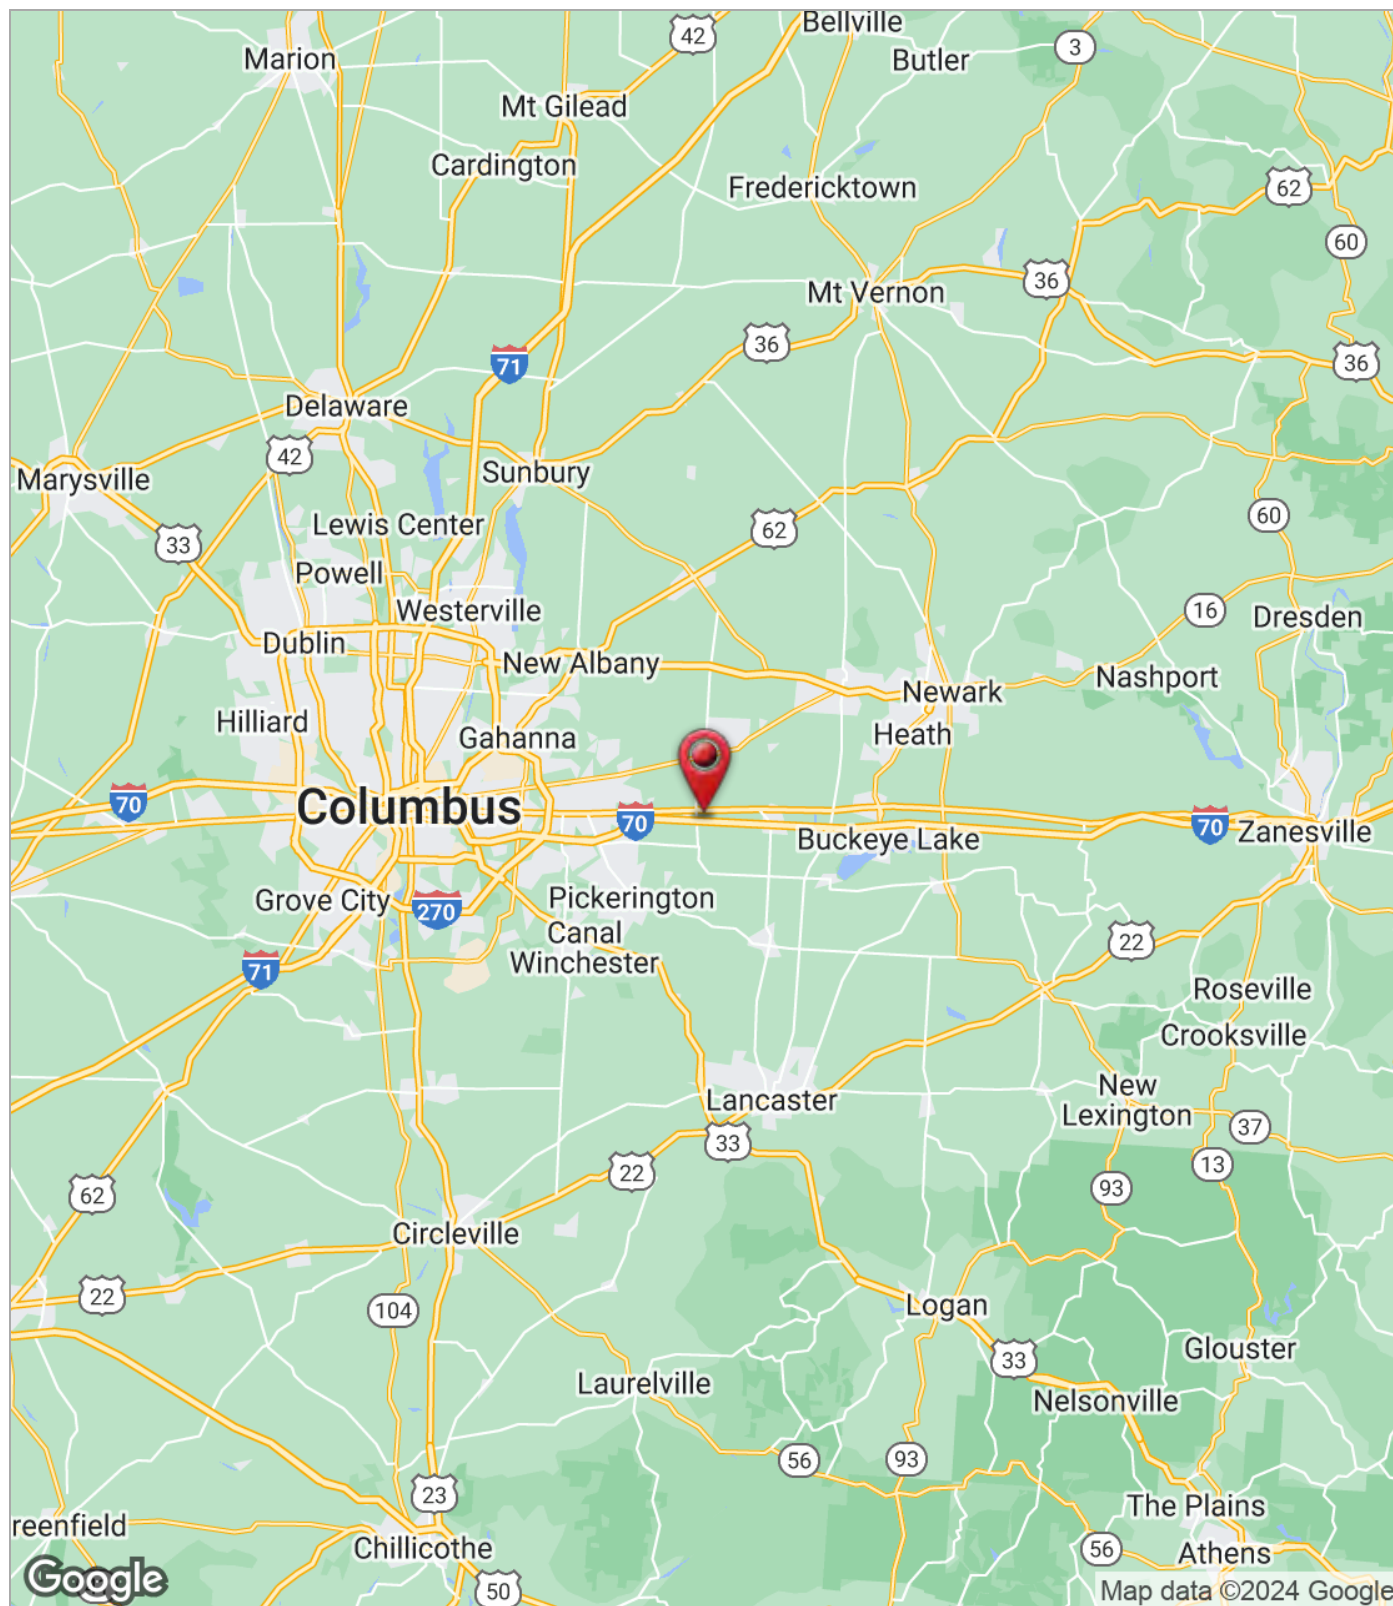 Bellville
42
3
Marion
Butler
Mt Gilead
Cardington
Fredericktown
62
60
36
Mt Vernon
36
36
71
Delaware
42
Marysville
Sunbury
60
Lewis Center
62
33
Powell
Westerville
16
Dresden
Dublin
New Albany
Nashport
Newark
Hilliard
Heath
Gahanna
70
Columbus
70
70
Buckeye Lake
Zanesville
Grove City
270
Pickerington
Canal
Winchester
22
71
Roseville
Crooksville
New
Lexington
Lancaster
37
33
13
22
93
62
Circleville
22
104
Logan
Glouster
33
Laurelville
Nelsonville
56
93
23
The Plains
reenfield
Chillicothe
56
Athens
Google
50
Map data ©2024 Google